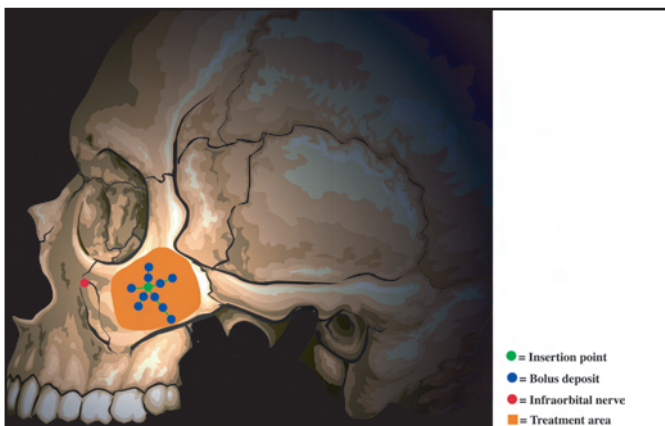 = Insertion point
= Bolus deposit
= Infraorbital nerve
= Treatment area